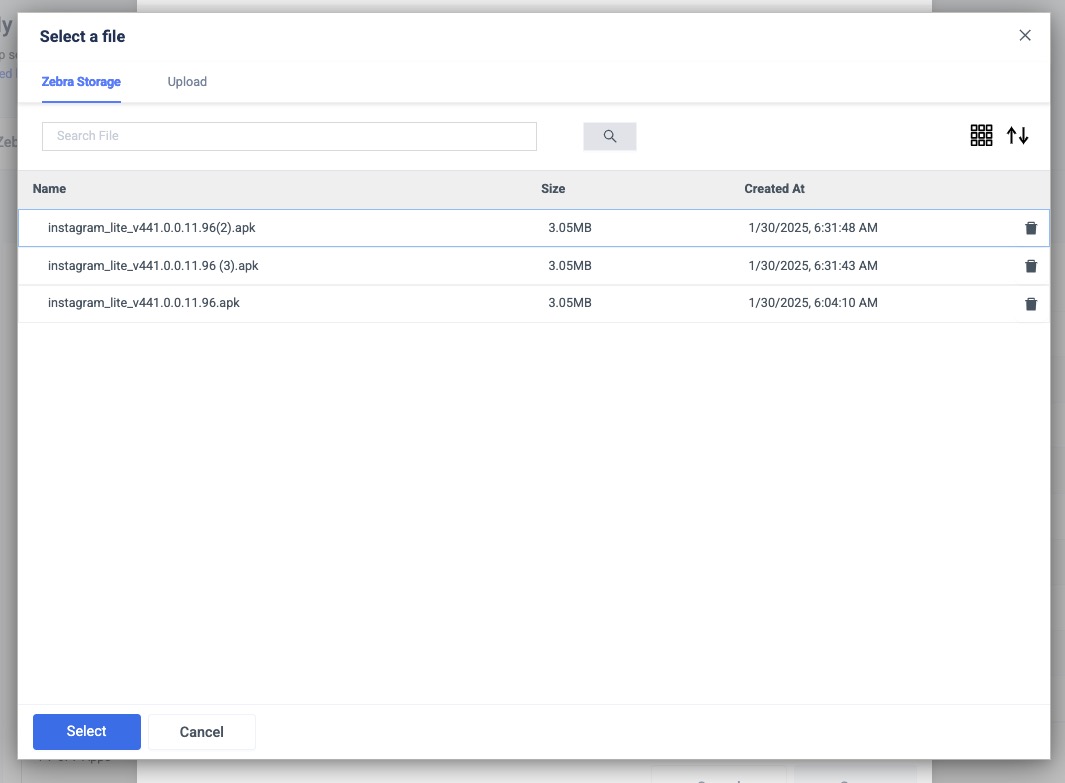 Select a file
Zebra Storage Upload
Search File
Name Size Created At
instagram_lite_v441.0.0.11.96(2).apk 3.05MB 1/30/2025, 6:31:48 AM
instagram_lite_v441.0.0.11.96 (3).apk 3.05MB 1/30/2025, 6:31:43 AM
instagram_lite_v441.0.0.11.96.apk 3.05MB 1/30/2025, 6:04:10 AM
Select Cancel